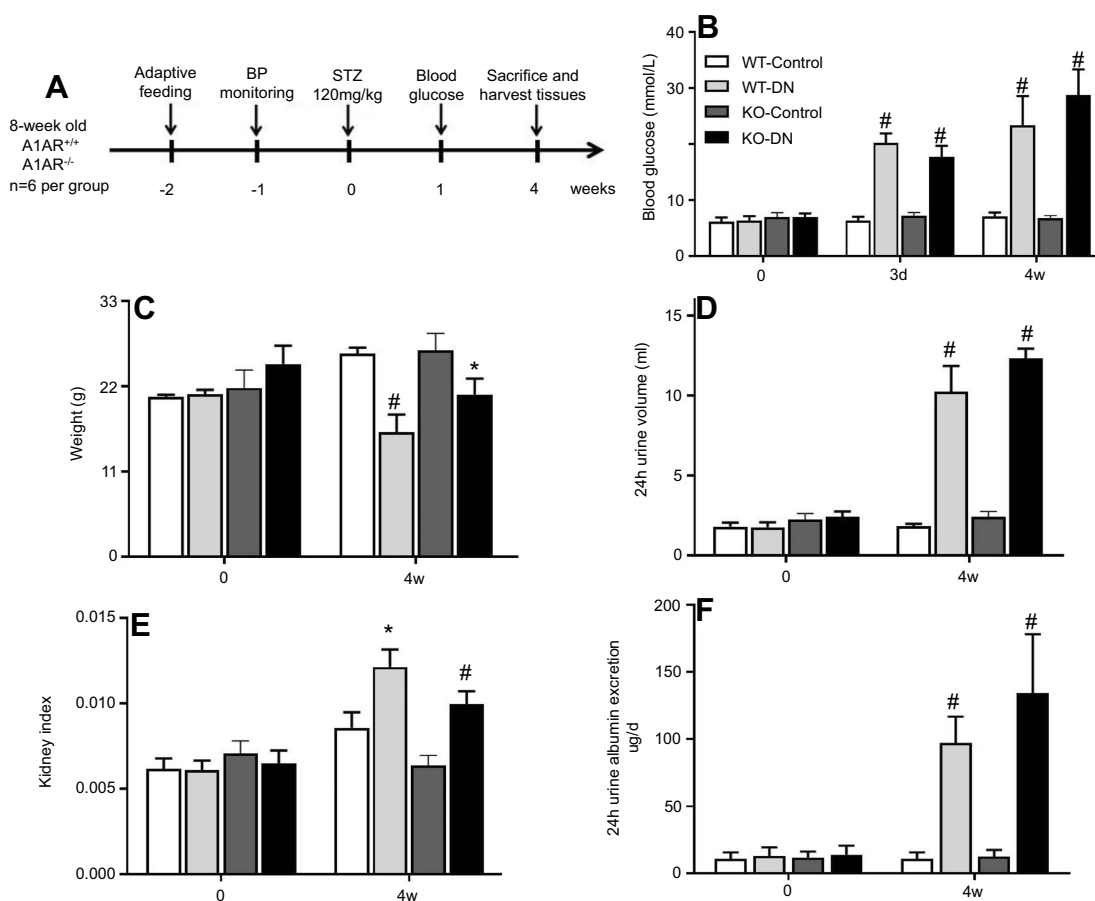 A
Adaptive
feeding
BP
monitoring
STZ
120mg/kg
Blood
glucose
Sacrifice and
harvest tissues
8-week old
A1AR+/+
A1AR-/-
n=6 per group
-2
-1
0
1
4
weeks
B
Blood glucose (mmol/L)
40
30
20
10
0
WT-Control
WT-DN
KO-Control
KO-DN
#
#
#
#
0
3d
4w
C
Weight (g)
33
22
11
0
#
*
0
4w
D
24h urine volume (ml)
15
10
5
0
#
#
0
4w
E
Kidney index
0.015
0.010
0.005
0.000
*
#
0
4w
F
24h urine albumin excretion
ug/d
200
150
100
50
0
#
#
0
4w